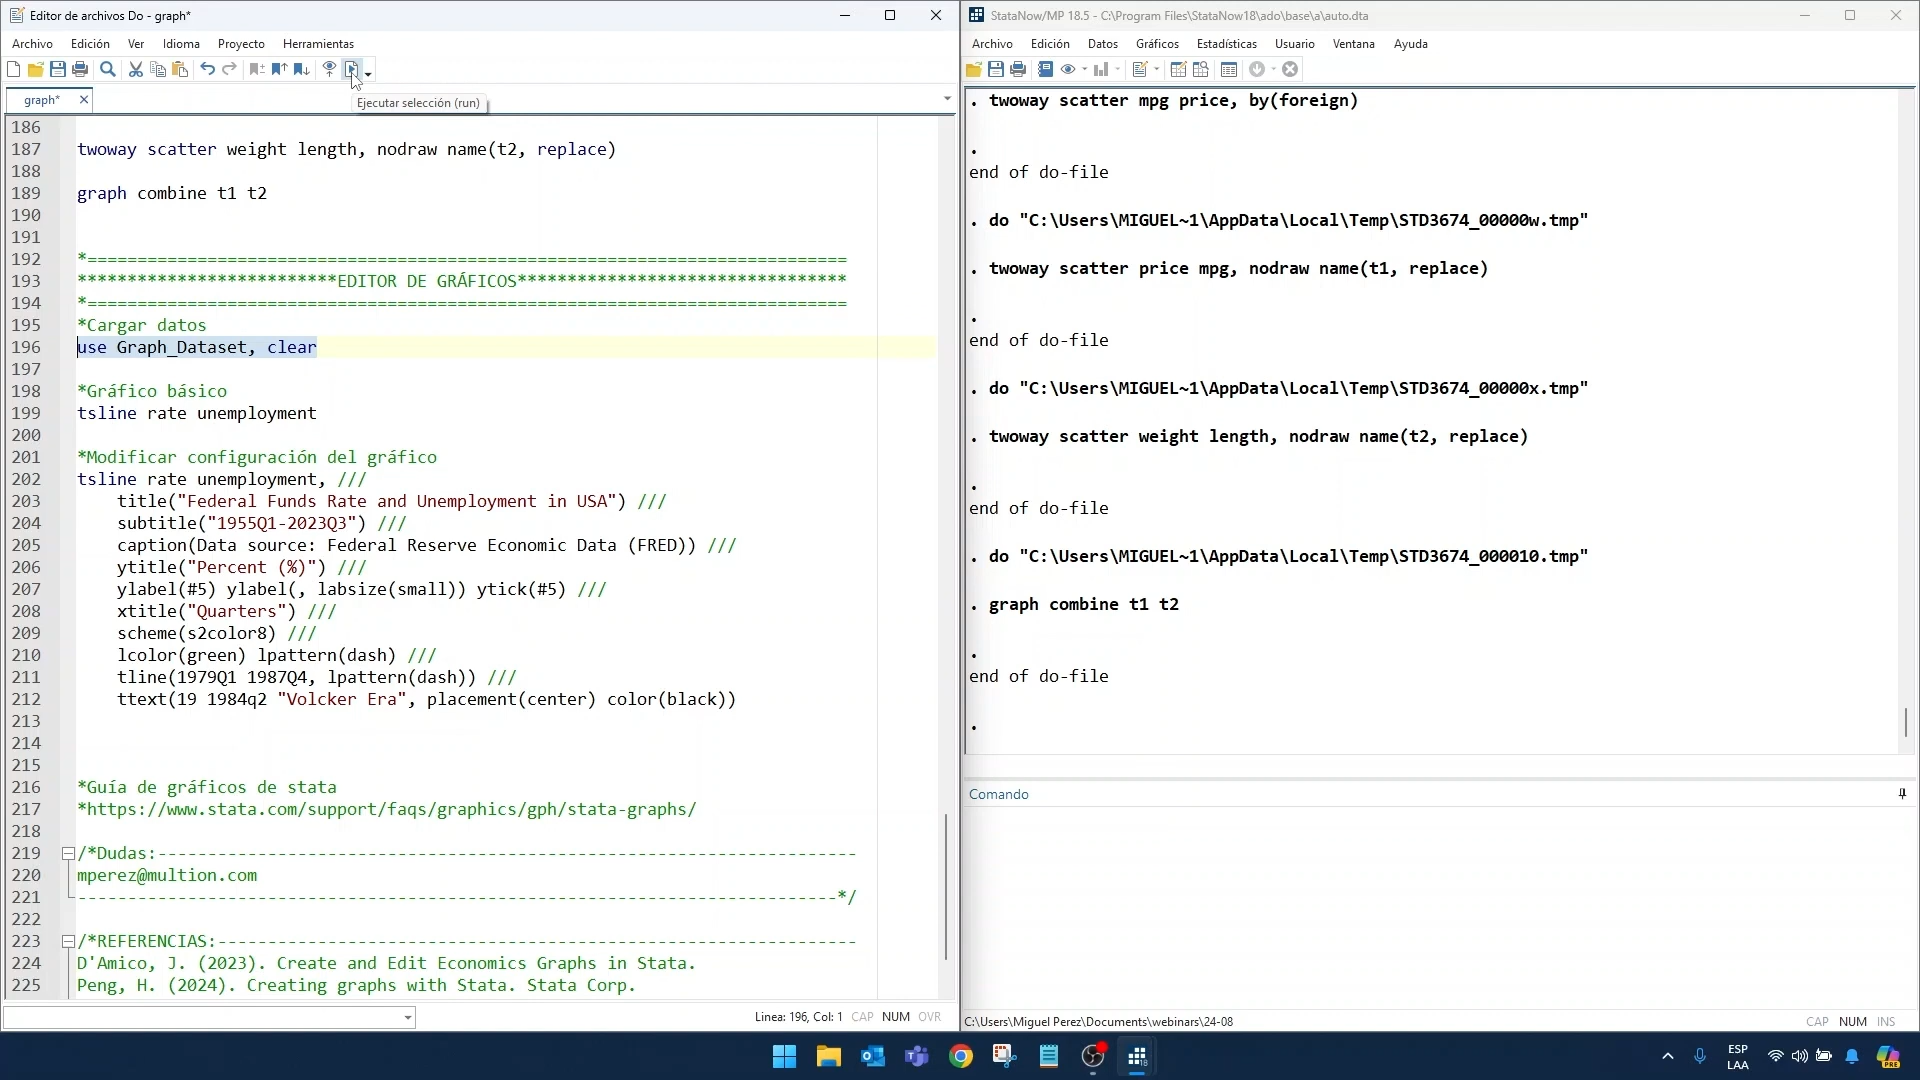 Editor de archivos Do - graph*
Archivo Edición Ver Idioma Proyecto Herramientas
graph*
Ejecutar selección (run)
186
187 twoway scatter weight length, nodraw name(t2, replace)
188
189 graph combine t1 t2
190
191
192 *============================================================================
193 **************************EDITOR DE GRÁFICOS*********************************
194 *============================================================================
195 *Cargar datos
196 use Graph_Dataset, clear
197
198 *Gráfico básico
199 tsline rate unemployment
200
201 *Modificar configuración del gráfico
202 tsline rate unemployment, ///
203 title("Federal Funds Rate and Unemployment in USA") ///
204 subtitle("1955Q1-2023Q3") ///
205 caption(Data source: Federal Reserve Economic Data (FRED)) ///
206 ytitle("Percent (%)") ///
207 ylabel(#5) ylabel(, labsize(small)) ytick(#5) ///
208 xtitle("Quarters") ///
209 scheme(s2color8) ///
210 lcolor(green) lpattern(dash) ///
211 tline(1979Q1 1987Q4, lpattern(dash)) ///
212 ttext(19 1984q2 "Volcker Era", placement(center) color(black))
213
214
215
216 *Guía de gráficos de stata
217 *https://www.stata.com/support/faqs/graphics/gph/stata-graphs/
218
219 /*Dudas:----------------------------------------------------------------------
220 mperez@multion.com
221 ----------------------------------------------------------------------------*/
222
223 /*REFERENCIAS:----------------------------------------------------------------
224 D'Amico, J. (2023). Create and Edit Economics Graphs in Stata.
225 Peng, H. (2024). Creating graphs with Stata. Stata Corp.
Linea: 196, Col: 1 CAP NUM OVR
StataNow/MP 18.5 - C:\Program Files\StataNow18\ado\base\a\auto.dta
Archivo Edición Datos Gráficos Estadísticas Usuario Ventana Ayuda
. twoway scatter mpg price, by(foreign)
.
end of do-file
. do "C:\Users\MIGUEL~1\AppData\Local\Temp\STD3674_00000w.tmp"
. twoway scatter price mpg, nodraw name(t1, replace)
.
end of do-file
. do "C:\Users\MIGUEL~1\AppData\Local\Temp\STD3674_00000x.tmp"
. twoway scatter weight length, nodraw name(t2, replace)
.
end of do-file
. do "C:\Users\MIGUEL~1\AppData\Local\Temp\STD3674_000010.tmp"
. graph combine t1 t2
.
end of do-file
.
Comando
C:\Users\Miguel Perez\Documents\webinars\24-08
CAP NUM INS
18
ESP
LAA
PRE